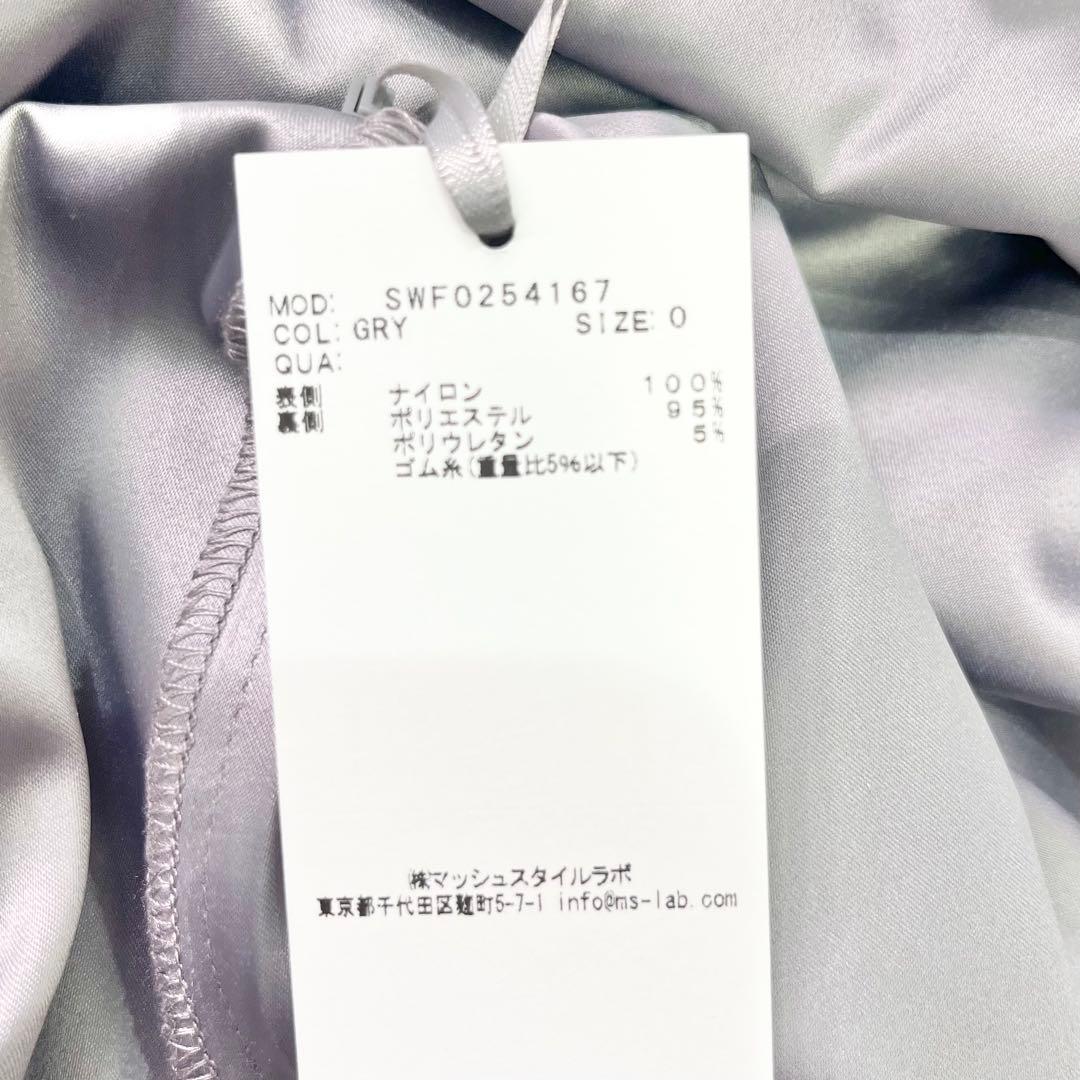 MOD: SWF0254167
COL: GRY SIZE: 0
QUA:
表側 ナイロン 100%
裏側 ポリエステル 95%
ポリウレタン 5%
ゴム糸(重量比5%以下)
㈱マッシュスタイルラボ
東京都千代田区麹町5-7-1 info@ms-lab.com